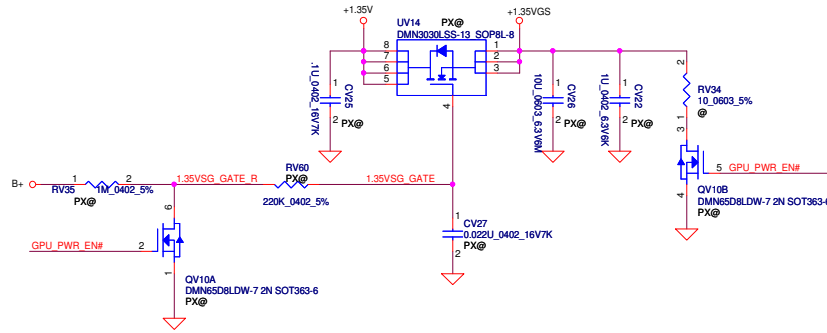 +1.35V
+1.35VGS
UV14
PX@
DMN3030LSS-13_SOP8L-8
8
7
6
5
1
2
3
4
1
2
CV25
.1U_0402_16V7K
PX@
1
2
CV26
10U_0603_6.3V6M
PX@
1
2
CV22
1U_0402_6.3V6K
PX@
2
1
RV34
10_0603_5%
@
3
5
4
GPU_PWR_EN#
QV10B
DMN65D8LDW-7 2N SOT363-6
PX@
B+
1
2
RV35
1M_0402_5%
PX@
1.35VSG_GATE_R
RV60
PX@
220K_0402_5%
1.35VSG_GATE
6
2
1
GPU_PWR_EN#
QV10A
DMN65D8LDW-7 2N SOT363-6
PX@
1
2
CV27
0.022U_0402_16V7K
PX@